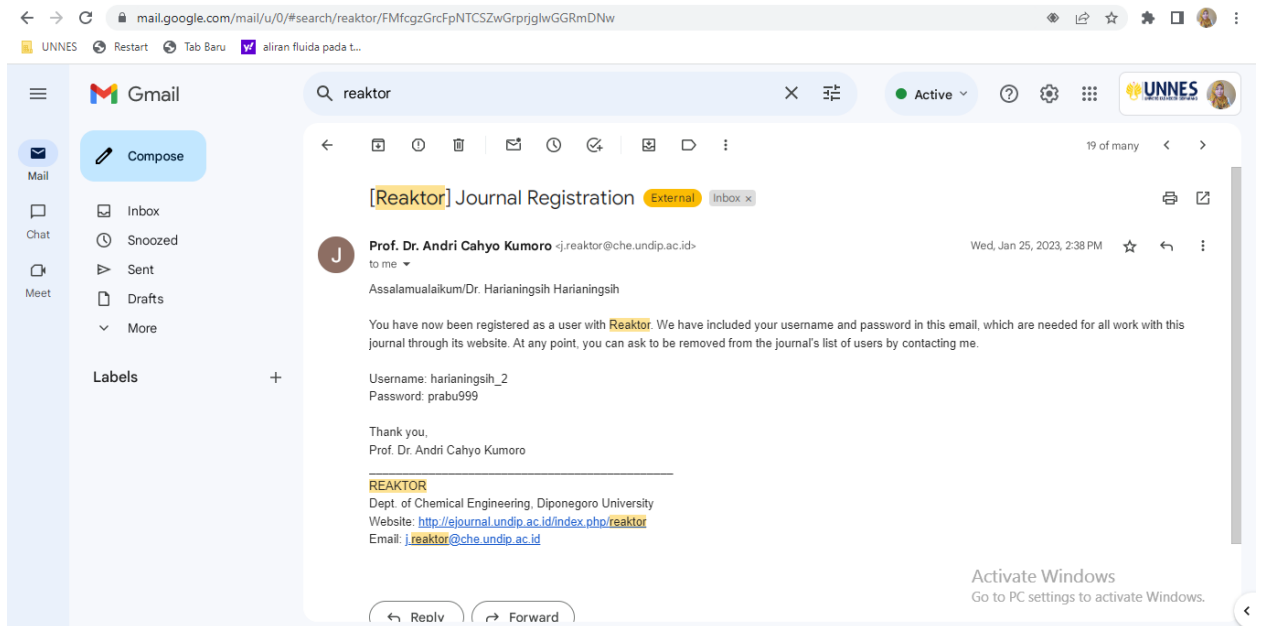 mail.google.com/mail/u/0/#search/reaktor/FMfcgzGrcFpNTCSZwGrprjglwGGRmDNw
UNNES Restart Tab Baru aliran fluida pada t...
Gmail reaktor Active UNNES
Compose 19 of many
Mail
[Reaktor] Journal Registration External Inbox ×
Inbox
Chat
Snoozed
Prof. Dr. Andri Cahyo Kumoro <j.reaktor@che.undip.ac.id> Wed, Jan 25, 2023, 2:38 PM
to me
Sent
Meet
Assalamualaikum/Dr. Harianingsih Harianingsih
Drafts
More
You have now been registered as a user with Reaktor. We have included your username and password in this email, which are needed for all work with this
journal through its website. At any point, you can ask to be removed from the journal's list of users by contacting me.
Labels +
Username: harianingsih_2
Password: prabu999
Thank you,
Prof. Dr. Andri Cahyo Kumoro
REAKTOR
Dept. of Chemical Engineering, Diponegoro University
Website: http://ejournal.undip.ac.id/index.php/reaktor
Email: j.reaktor@che.undip.ac.id
Activate Windows
Go to PC settings to activate Windows.
Reply Forward